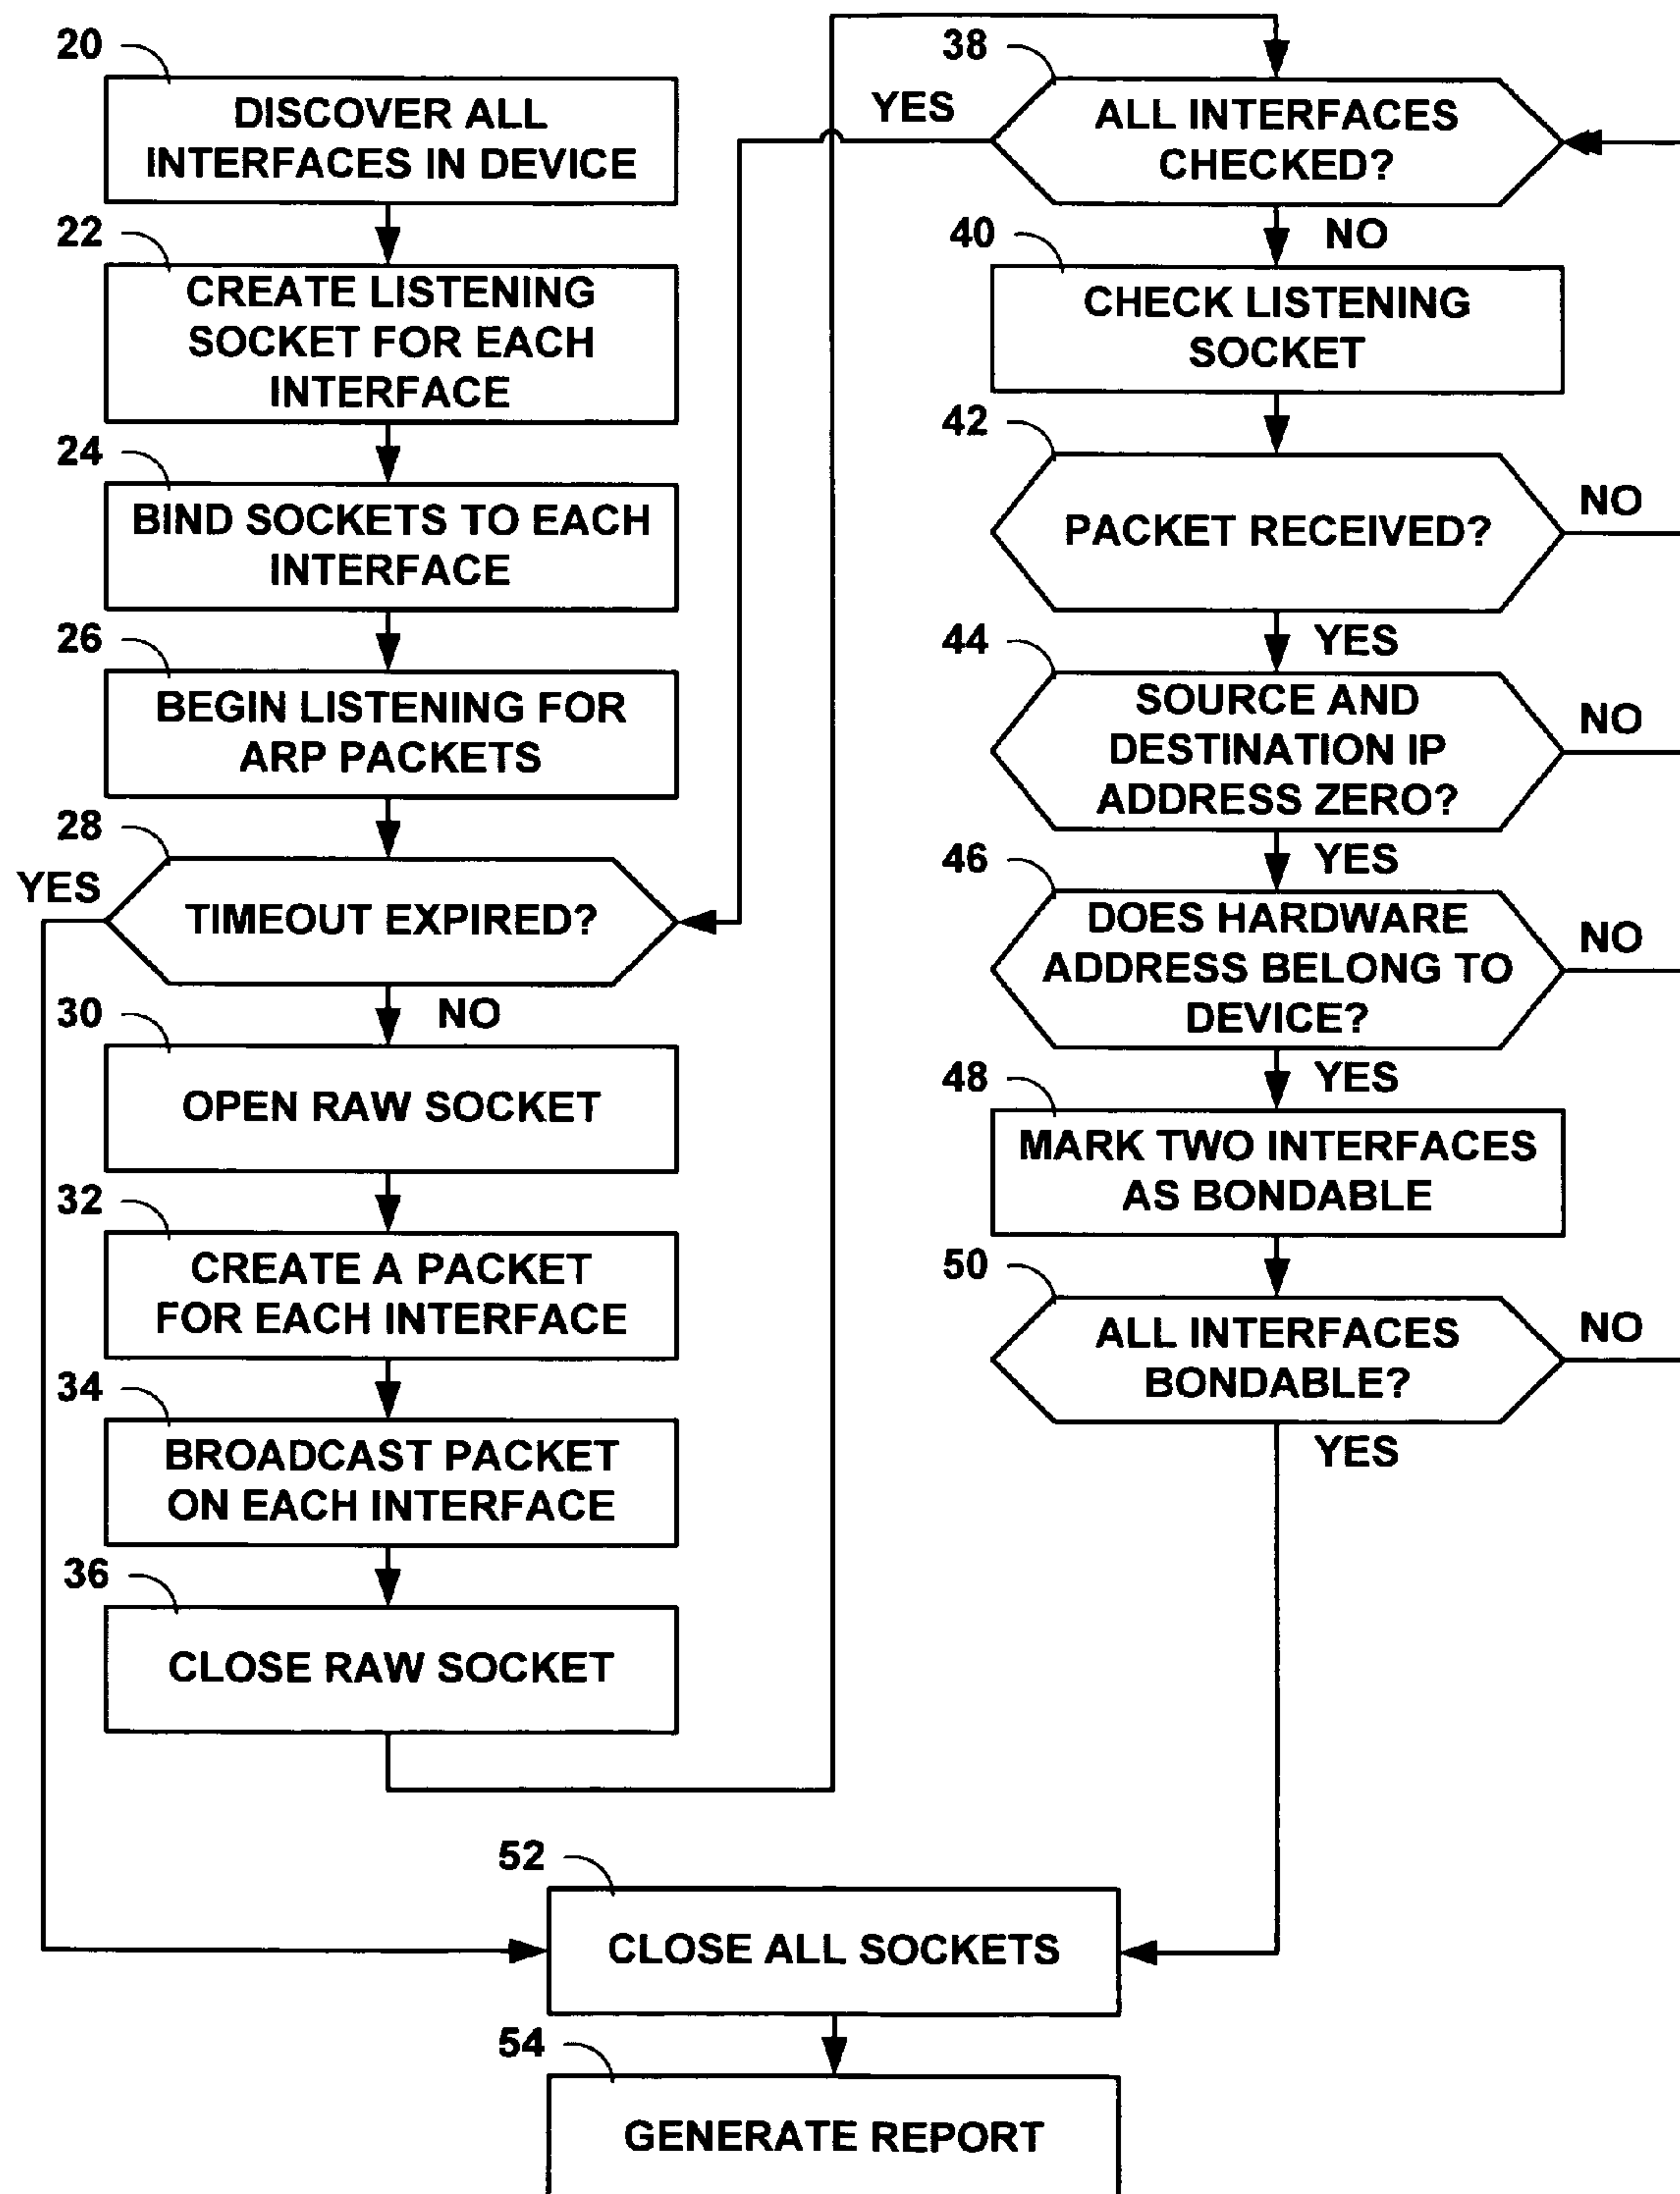 20
DISCOVER ALL
INTERFACES IN DEVICE
22
CREATE LISTENING
SOCKET FOR EACH
INTERFACE
24
BIND SOCKETS TO EACH
INTERFACE
26
BEGIN LISTENING FOR
ARP PACKETS
28
YES
TIMEOUT EXPIRED?
NO
30
OPEN RAW SOCKET
32
CREATE A PACKET
FOR EACH INTERFACE
34
BROADCAST PACKET
ON EACH INTERFACE
36
CLOSE RAW SOCKET
38
YES
ALL INTERFACES
CHECKED?
NO
40
CHECK LISTENING
SOCKET
42
PACKET RECEIVED?
NO
YES
44
SOURCE AND
DESTINATION IP
ADDRESS ZERO?
NO
YES
46
DOES HARDWARE
ADDRESS BELONG TO
DEVICE?
NO
YES
48
MARK TWO INTERFACES
AS BONDABLE
50
ALL INTERFACES
BONDABLE?
NO
YES
52
CLOSE ALL SOCKETS
54
GENERATE REPORT